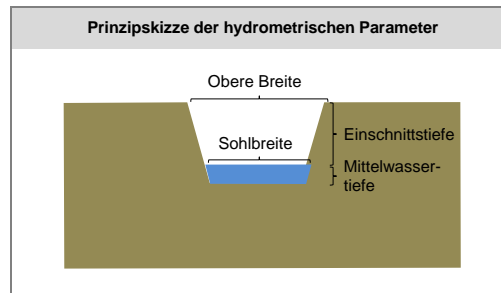 Prinzipskizze der hydrometrischen Parameter
Obere Breite
Sohlbreite
Einschnittstiefe
Mittelwasser-
tiefe